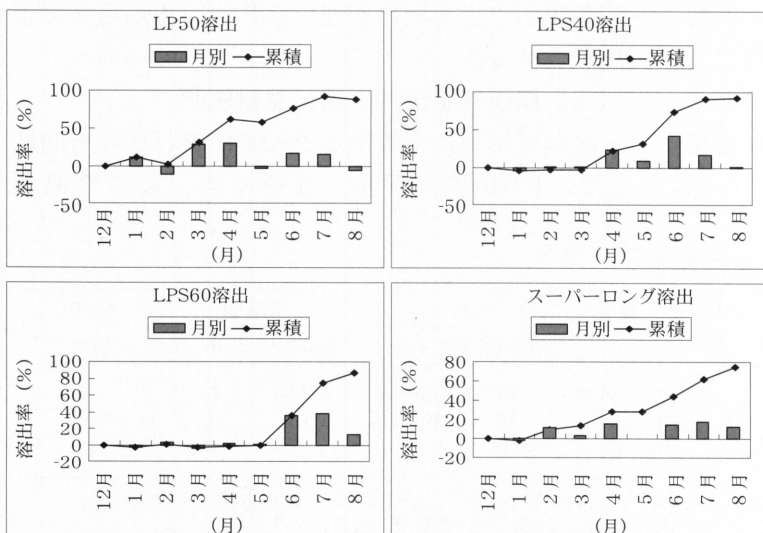 LP50溶出
月別 累積
溶出率 (%)
100
50
0
-50
12月 1月 2月 3月 4月 5月 6月 7月 8月
(月)
LPS40溶出
月別 累積
溶出率 (%)
100
50
0
-50
12月 1月 2月 3月 4月 5月 6月 7月 8月
(月)
LPS60溶出
月別 累積
溶出率 (%)
100
80
60
40
20
0
-20
12月 1月 2月 3月 4月 5月 6月 7月 8月
(月)
スーパーロング溶出
月別 累積
溶出率 (%)
80
60
40
20
0
-20
12月 1月 2月 3月 4月 5月 6月 7月 8月
(月)